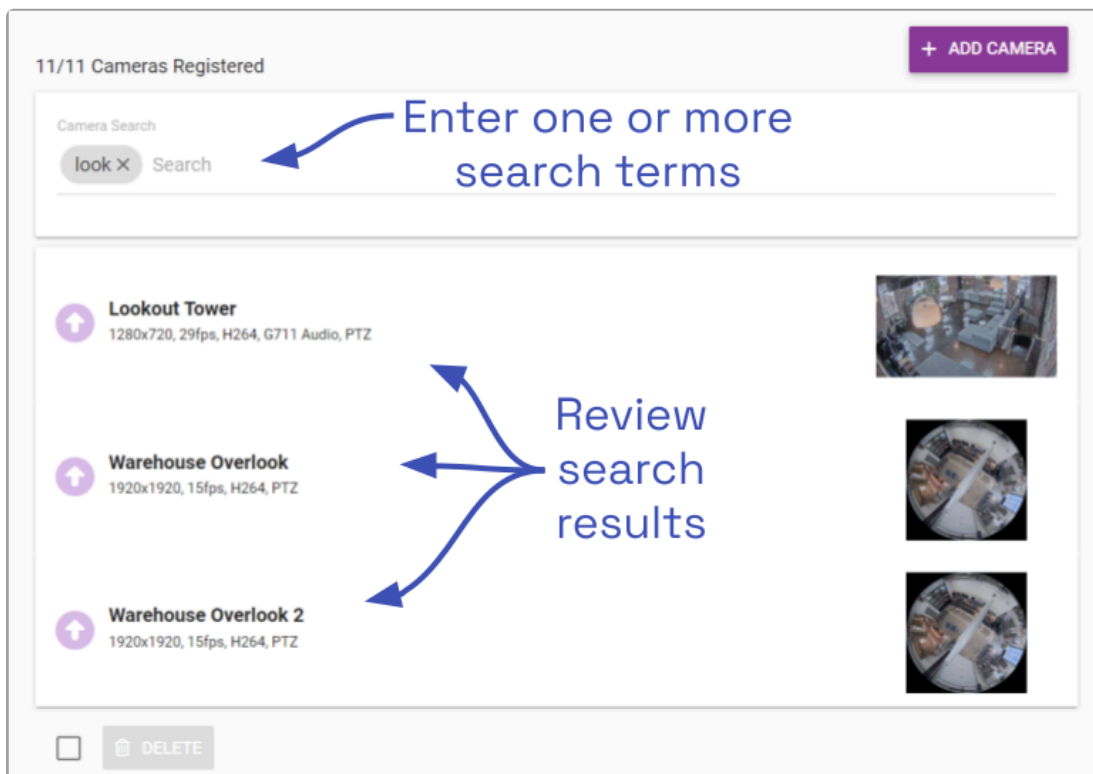 11/11 Cameras Registered
+ ADD CAMERA
Camera Search
look × Search
Enter one or more
search terms
Lookout Tower
1280x720, 29fps, H264, G711 Audio, PTZ
Warehouse Overlook
1920x1920, 15fps, H264, PTZ
Review
search
results
Warehouse Overlook 2
1920x1920, 15fps, H264, PTZ
DELETE